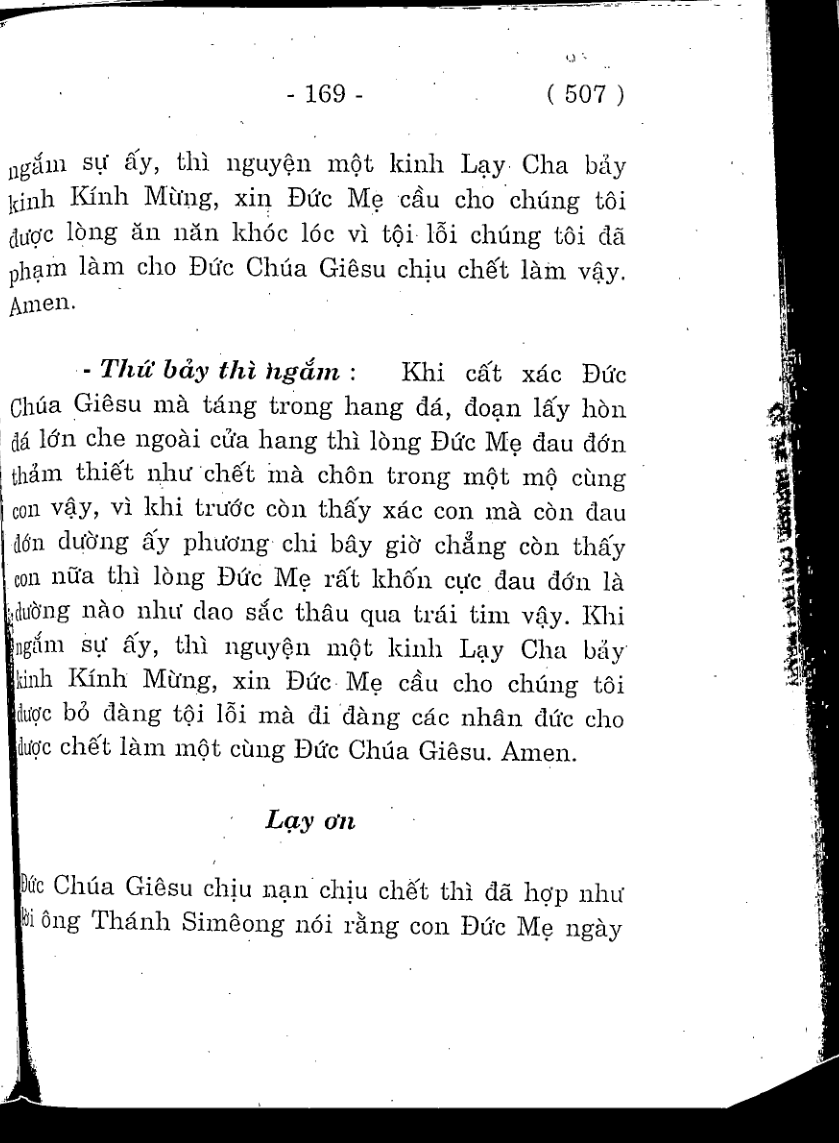 - 169 - ( 507 )
ngắm sự ấy, thì nguyện một kinh Lạy Cha bảy
kinh Kính Mừng, xin Đức Mẹ cầu cho chúng tôi
được lòng ăn năn khóc lóc vì tội lỗi chúng tôi đã
phạm làm cho Đức Chúa Giêsu chịu chết làm vậy.
Amen.
- Thứ bảy thì ngắm : Khi cất xác Đức
Chúa Giêsu mà táng trong hang đá, đoạn lấy hòn
đá lớn che ngoài cửa hang thì lòng Đức Mẹ đau đớn
thảm thiết như chết mà chôn trong một mộ cùng
con vậy, vì khi trước còn thấy xác con mà còn đau
đớn dường ấy phương chi bây giờ chẳng còn thấy
con nữa thì lòng Đức Mẹ rất khốn cực đau đớn là
dường nào như dao sắc thâu qua trái tim vậy. Khi
ngắm sự ấy, thì nguyện một kinh Lạy Cha bảy
kinh Kính Mừng, xin Đức Mẹ cầu cho chúng tôi
được bỏ đàng tội lỗi mà đi đàng các nhân đức cho
được chết làm một cùng Đức Chúa Giêsu. Amen.
Lạy ơn
Đức Chúa Giêsu chịu nạn chịu chết thì đã hợp như
lời ông Thánh Simêong nói rằng con Đức Mẹ ngày